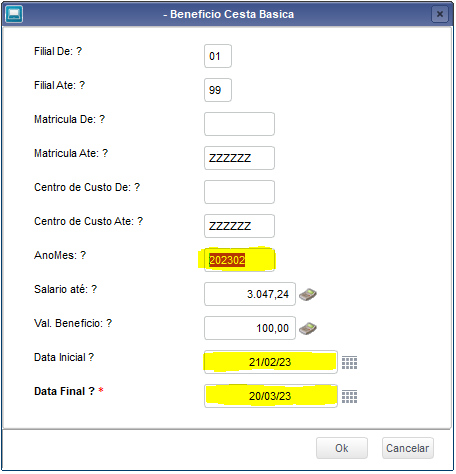 - Beneficio Cesta Basica
Filial De: ? 01
Filial Ate: ? 99
Matricula De: ?
Matricula Ate: ? ZZZZZZ
Centro de Custo De: ?
Centro de Custo Ate: ? ZZZZZZ
AnoMes: ? 202302
Salario até: ? 3.047,24
Val. Beneficio: ? 100,00
Data Inicial ? 21/02/23
Data Final ? * 20/03/23
Ok Cancelar